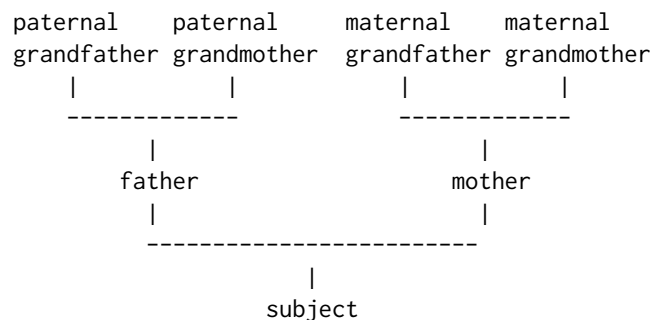 paternal paternal maternal maternal
grandfather grandmother grandfather grandmother
father mother
subject